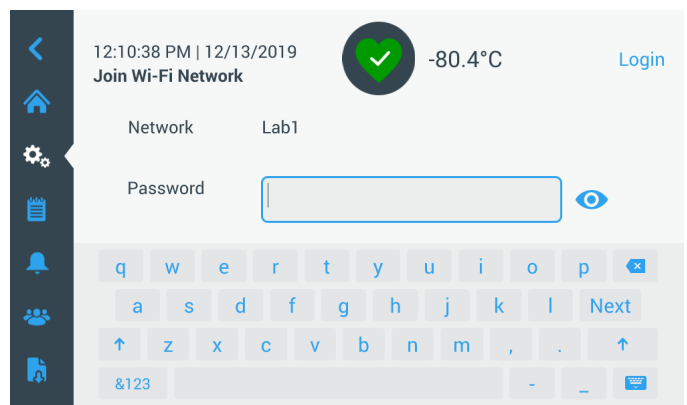 12:10:38 PM | 12/13/2019
Join Wi-Fi Network
-80.4°C
Login
Network Lab1
Password
q w e r t y u i o p
a s d f g h j k l Next
z x c v b n m , .
&123 - _